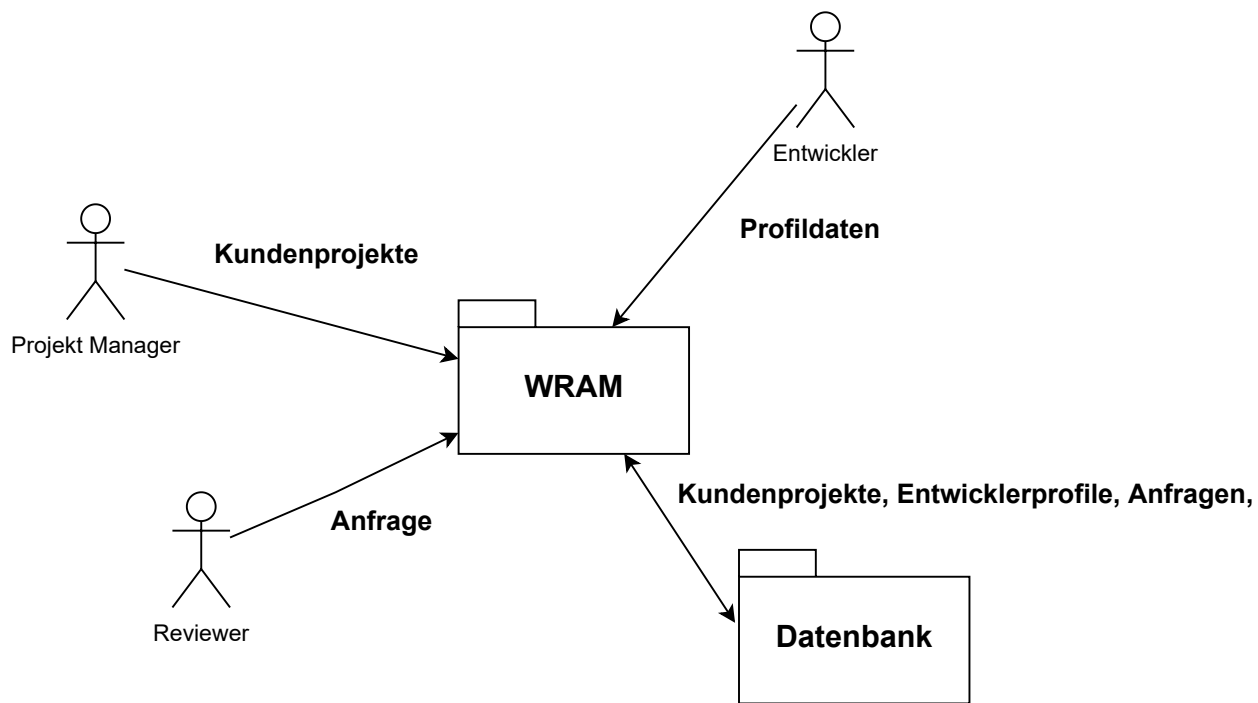 Entwickler
Profildaten
Kundenprojekte
Projekt Manager
WRAM
Kundenprojekte, Entwicklerprofile, Anfragen,
Anfrage
Reviewer
Datenbank